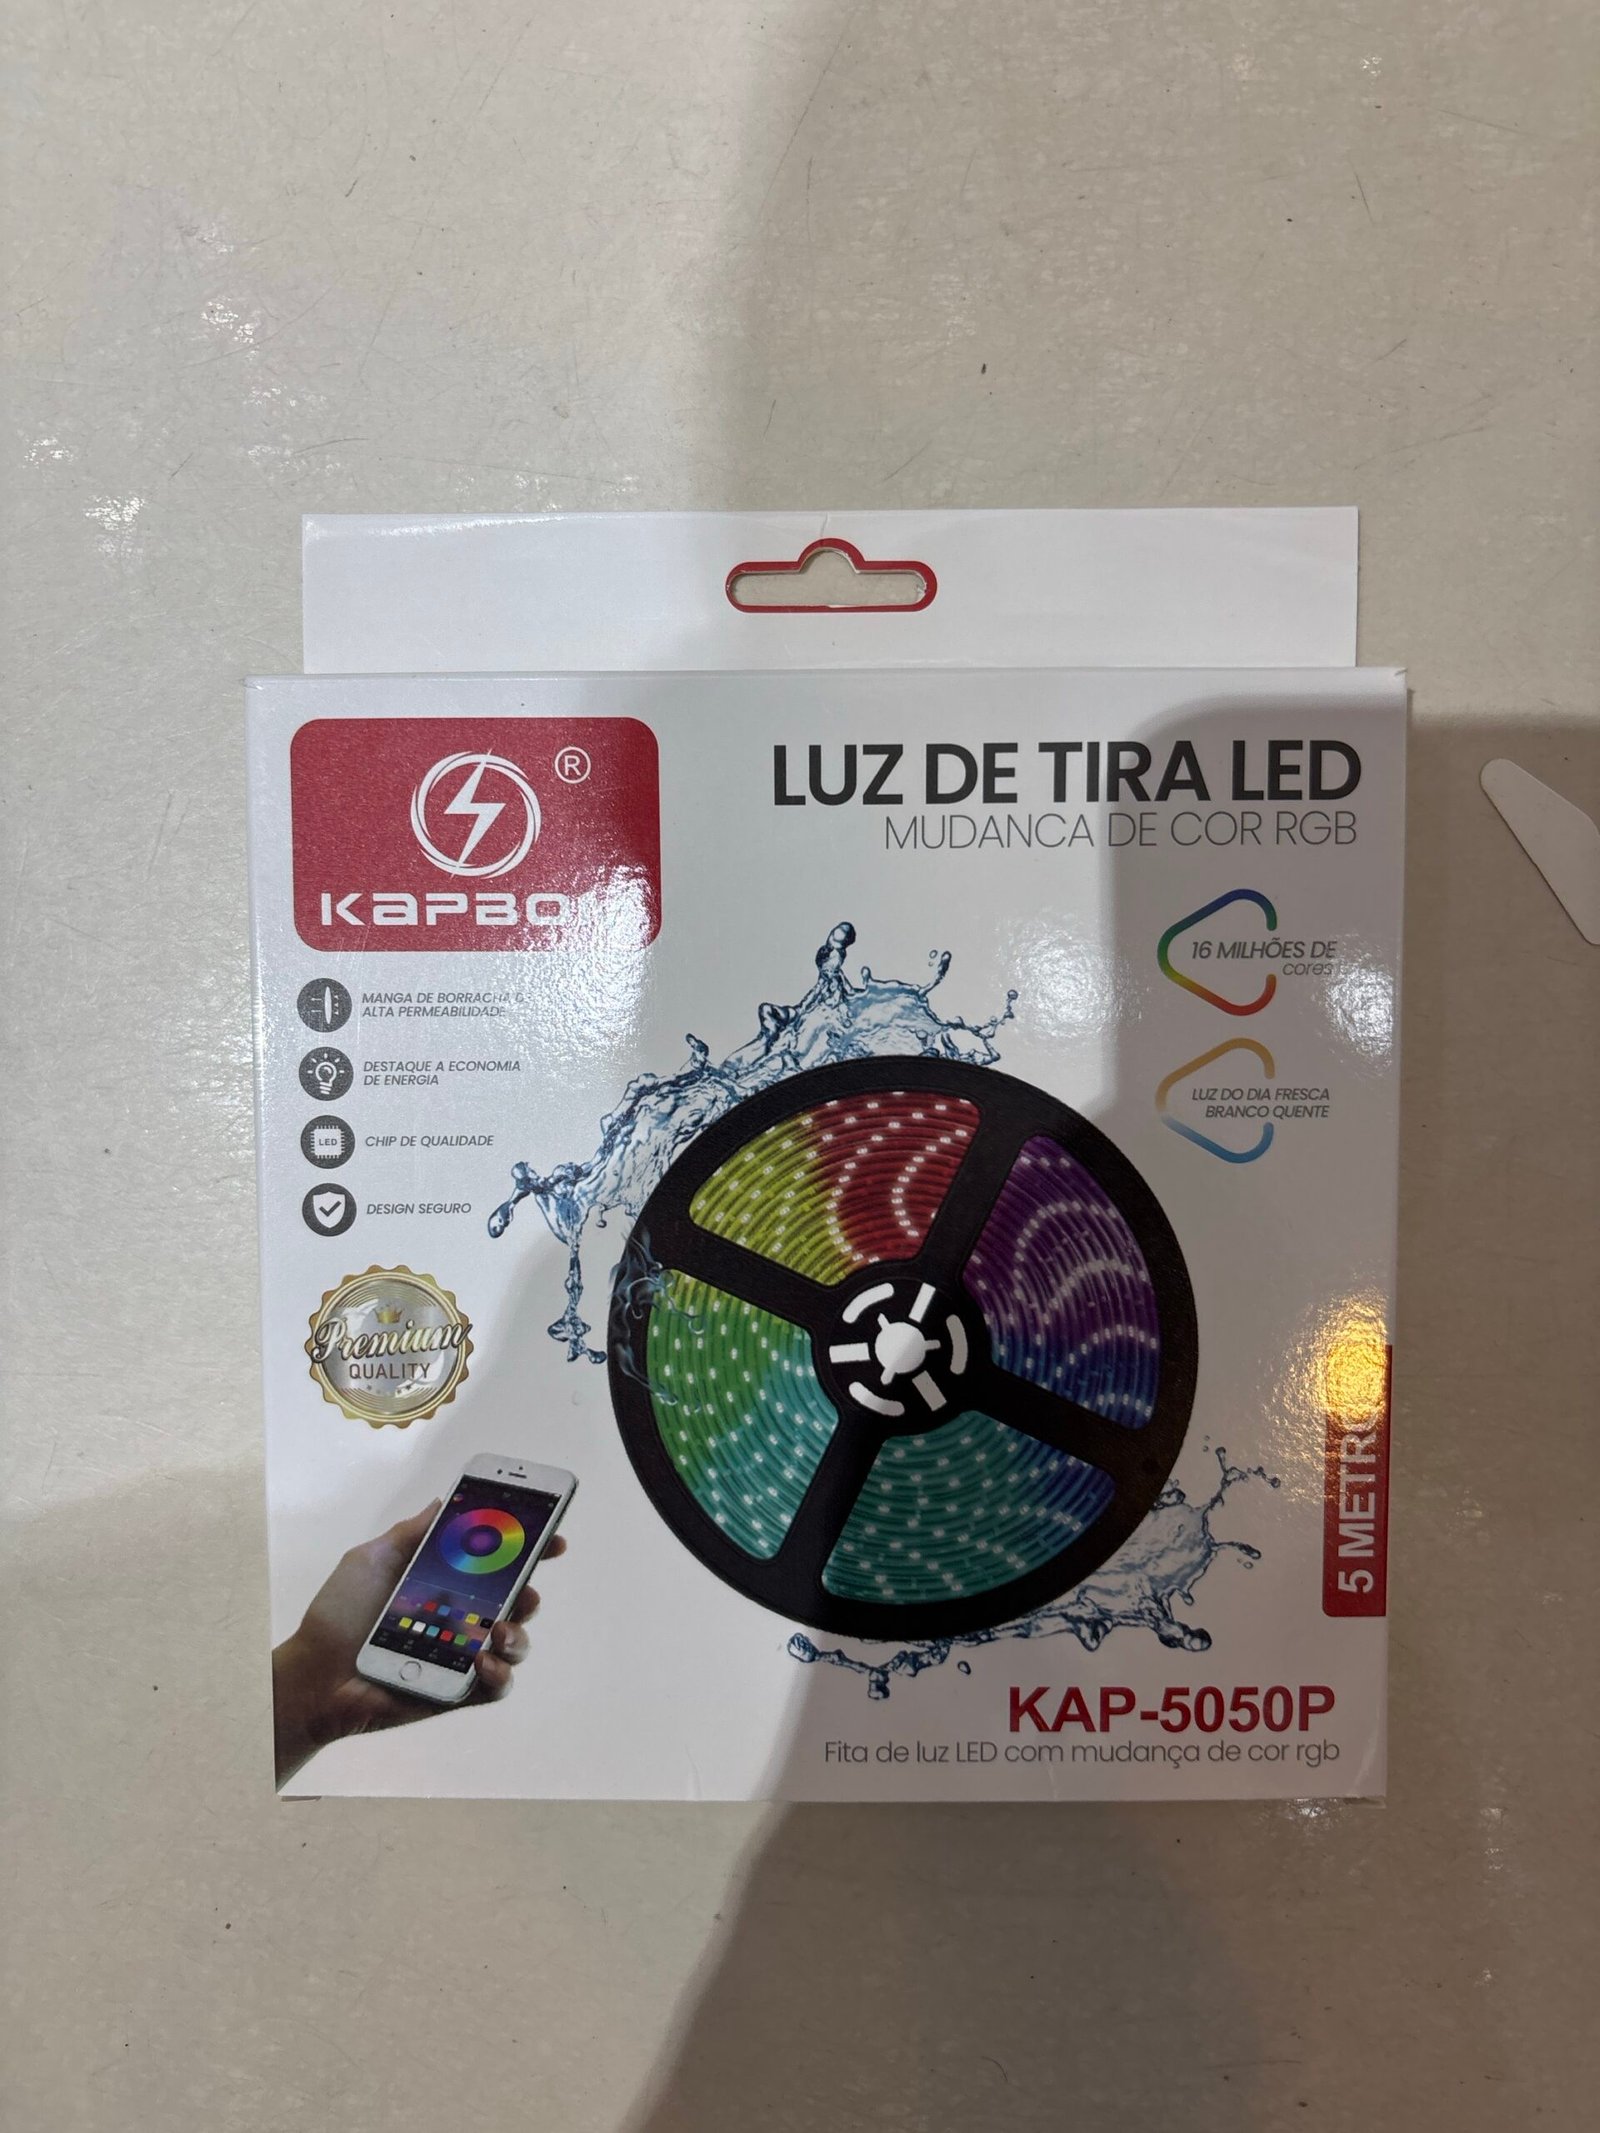 ®
LUZ DE TIRA LED
MUDANCA DE COR RGB
16 MILHÕES DE
cores
MANGA DE BORRACHA
ALTA PERMEABILIDADE
DESTAQUE A ECONOMIA
DE ENERGIA
LUZ DO DIA FRESCA
BRANCO QUENTE
LED
CHIP DE QUALIDADE
DESIGN SEGURO
Premium
QUALITY
5 METRO
KAP-5050P
Fita de luz LED com mudança de cor rgb